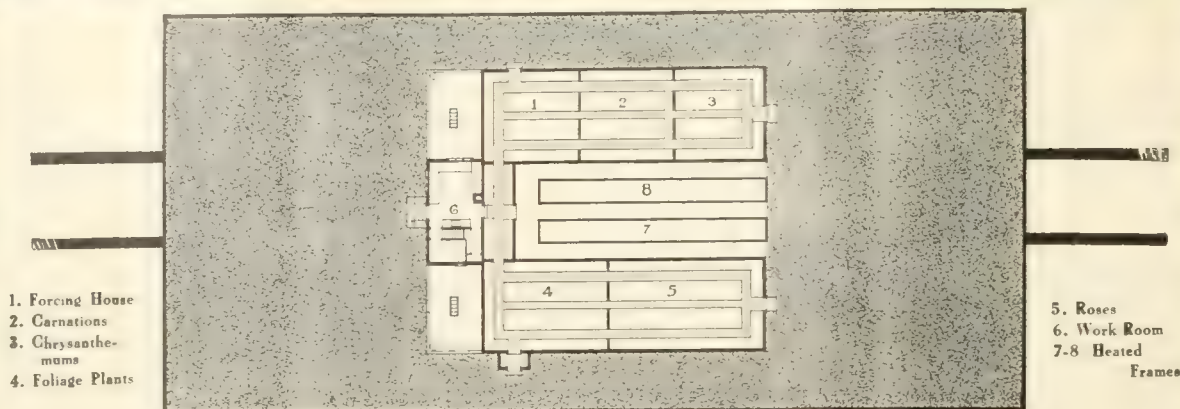 1
2
3
6
8
7
4
5
1. Forcing House
2. Carnations
3. Chrysanthe-
mums
4. Foliage Plants
5. Roses
6. Work Room
7-8 Heated
Frames